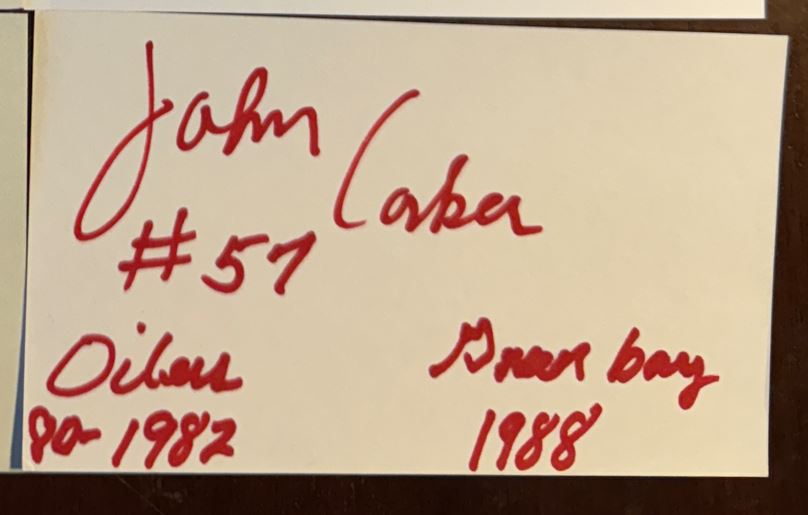 John Corker
#57
Oilers Green bay
80-1982 1988